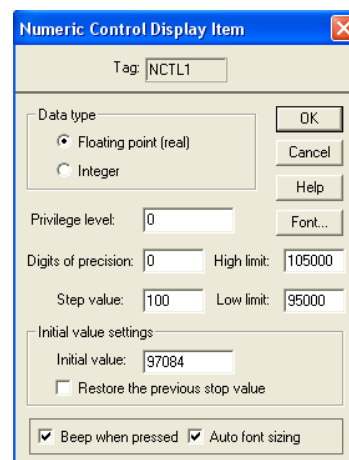 Numeric Control Display Item
Tag: NCTL1
Data type
Floating point (real)
Integer
OK
Cancel
Help
Font...
Privilege level: 0
Digits of precision: 0 High limit: 105000
Step value: 100 Low limit: 95000
Initial value settings
Initial value: 97084
Restore the previous stop value
Beep when pressed Auto font sizing